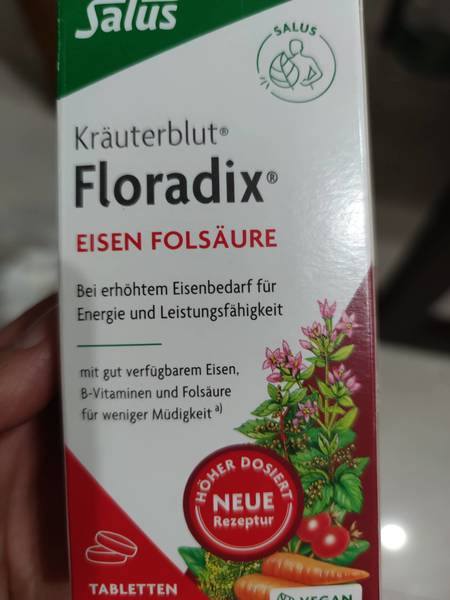 Salus
SALUS
Kräuterblut®
Floradix®
EISEN FOLSÄURE
Bei erhöhtem Eisenbedarf für
Energie und Leistungsfähigkeit
mit gut verfügbarem Eisen,
B-Vitaminen und Folsäure
für weniger Müdigkeit a)
HÖHER DOSIERT
NEUE
Rezeptur
TABLETTEN
VEGAN